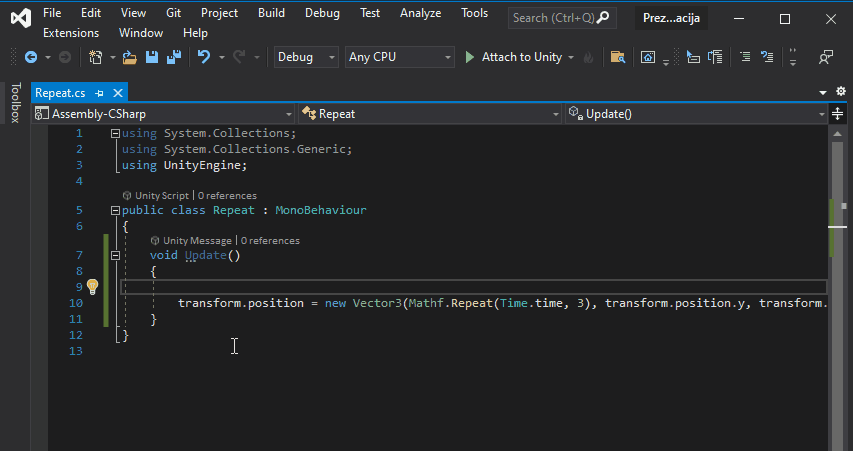 File Edit View Git Project Build Debug Test Analyze Tools Search (Ctrl+Q) Prez...acija
Extensions Window Help
Debug Any CPU Attach to Unity
Toolbox
Repeat.cs
Assembly-CSharp Repeat Update()
1 using System.Collections;
2 using System.Collections.Generic;
3 using UnityEngine;
4
Unity Script | 0 references
5 public class Repeat : MonoBehaviour
6 {
Unity Message | 0 references
7 void Update()
8 {
9
10 transform.position = new Vector3(Mathf.Repeat(Time.time, 3), transform.position.y, transform.
11 }
12 }
13